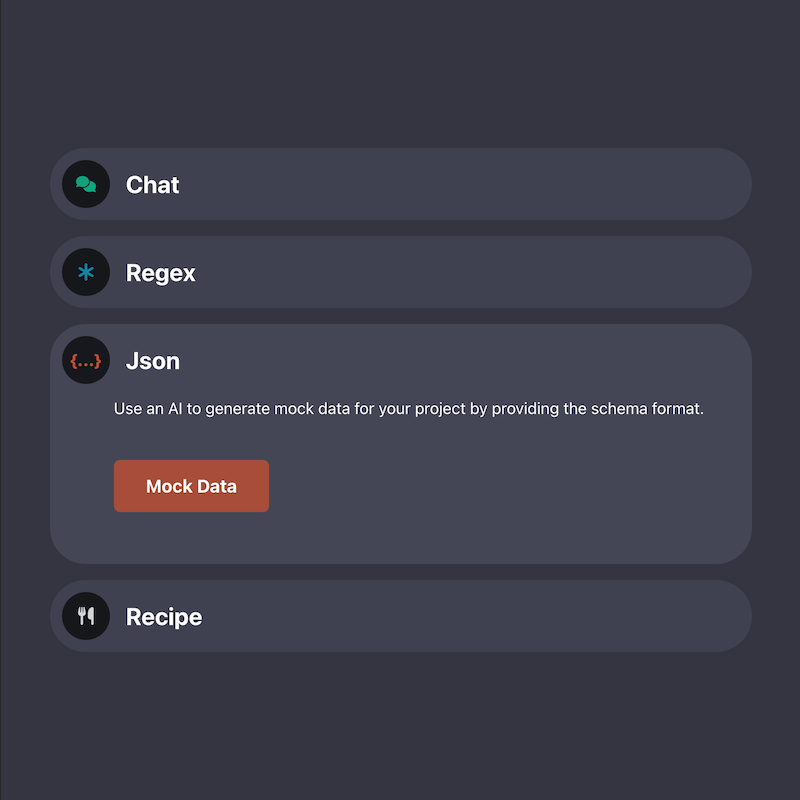 Chat
Regex
{...} Json
Use an AI to generate mock data for your project by providing the schema format.
Mock Data
Recipe